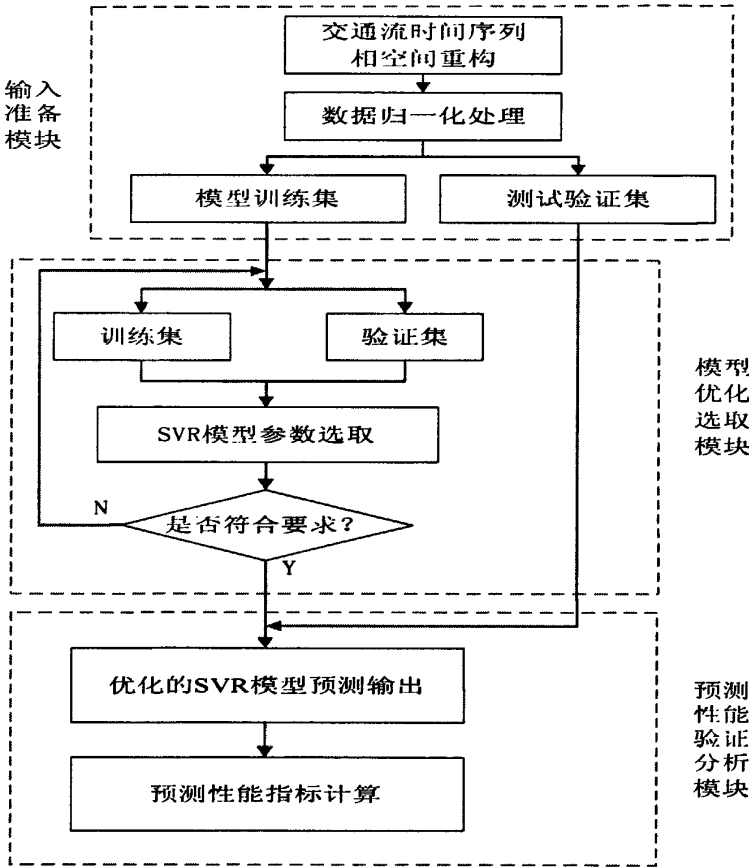 交通流时间序列
相空间重构
输入
准备
模块
数据归一化处理
模型训练集
测试验证集
训练集
验证集
模型
优化
选取
模块
SVR模型参数选取
N
是否符合要求?
Y
优化的SVR模型预测输出
预测
性能
验证
分析
模块
预测性能指标计算